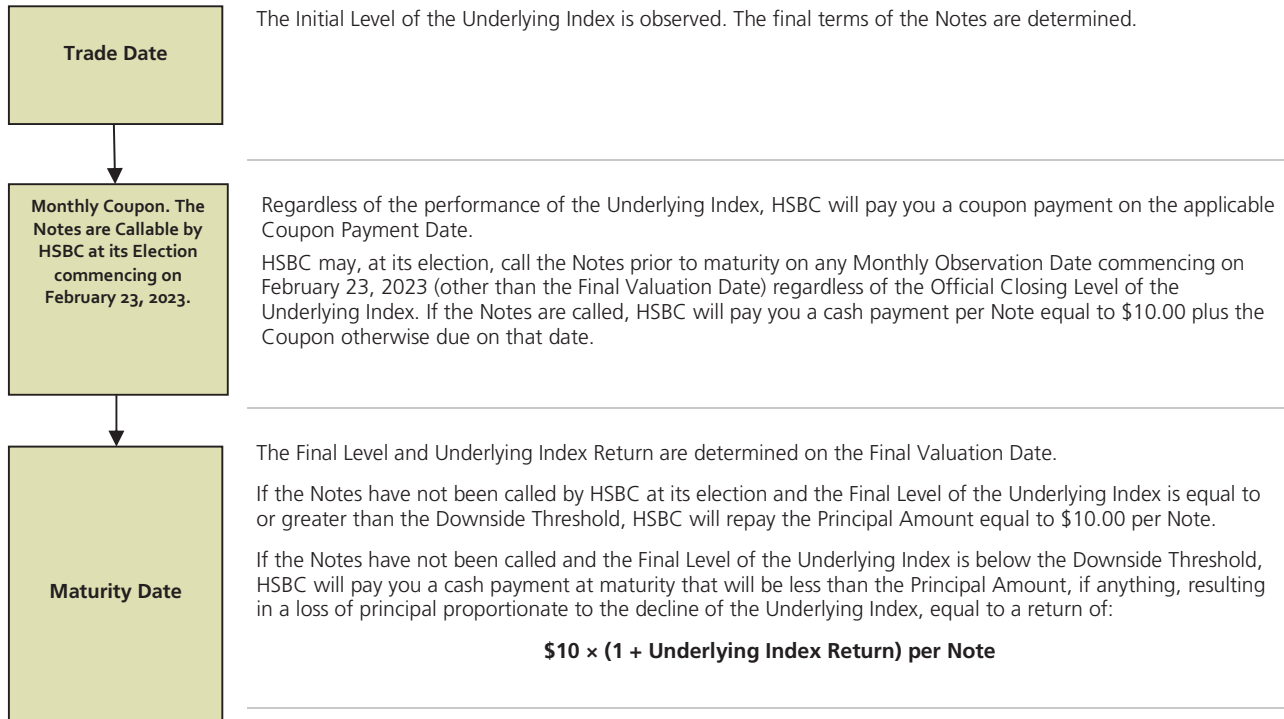 Trade Date
The Initial Level of the Underlying Index is observed. The final terms of the Notes are determined.
Monthly Coupon. The
Notes are Callable by
HSBC at its Election
commencing on
February 23, 2023.
Regardless of the performance of the Underlying Index, HSBC will pay you a coupon payment on the applicable
Coupon Payment Date.
HSBC may, at its election, call the Notes prior to maturity on any Monthly Observation Date commencing on
February 23, 2023 (other than the Final Valuation Date) regardless of the Official Closing Level of the
Underlying Index. If the Notes are called, HSBC will pay you a cash payment per Note equal to $10.00 plus the
Coupon otherwise due on that date.
Maturity Date
The Final Level and Underlying Index Return are determined on the Final Valuation Date.
If the Notes have not been called by HSBC at its election and the Final Level of the Underlying Index is equal to
or greater than the Downside Threshold, HSBC will repay the Principal Amount equal to $10.00 per Note.
If the Notes have not been called and the Final Level of the Underlying Index is below the Downside Threshold,
HSBC will pay you a cash payment at maturity that will be less than the Principal Amount, if anything, resulting
in a loss of principal proportionate to the decline of the Underlying Index, equal to a return of:
$10 × (1 + Underlying Index Return) per Note